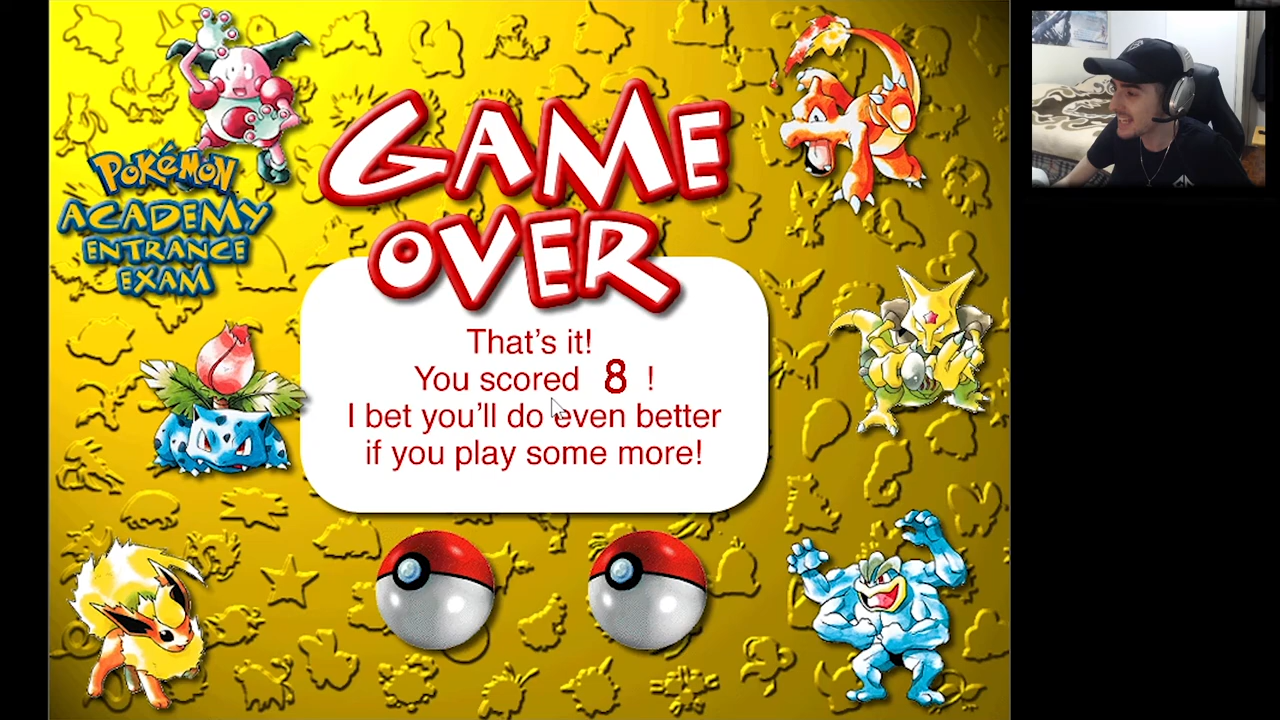 POKéMON
ACADEMY
ENTRANCE
EXAM
GAME
OVER
That's it!
You scored 8 !
I bet you'll do even better
if you play some more!